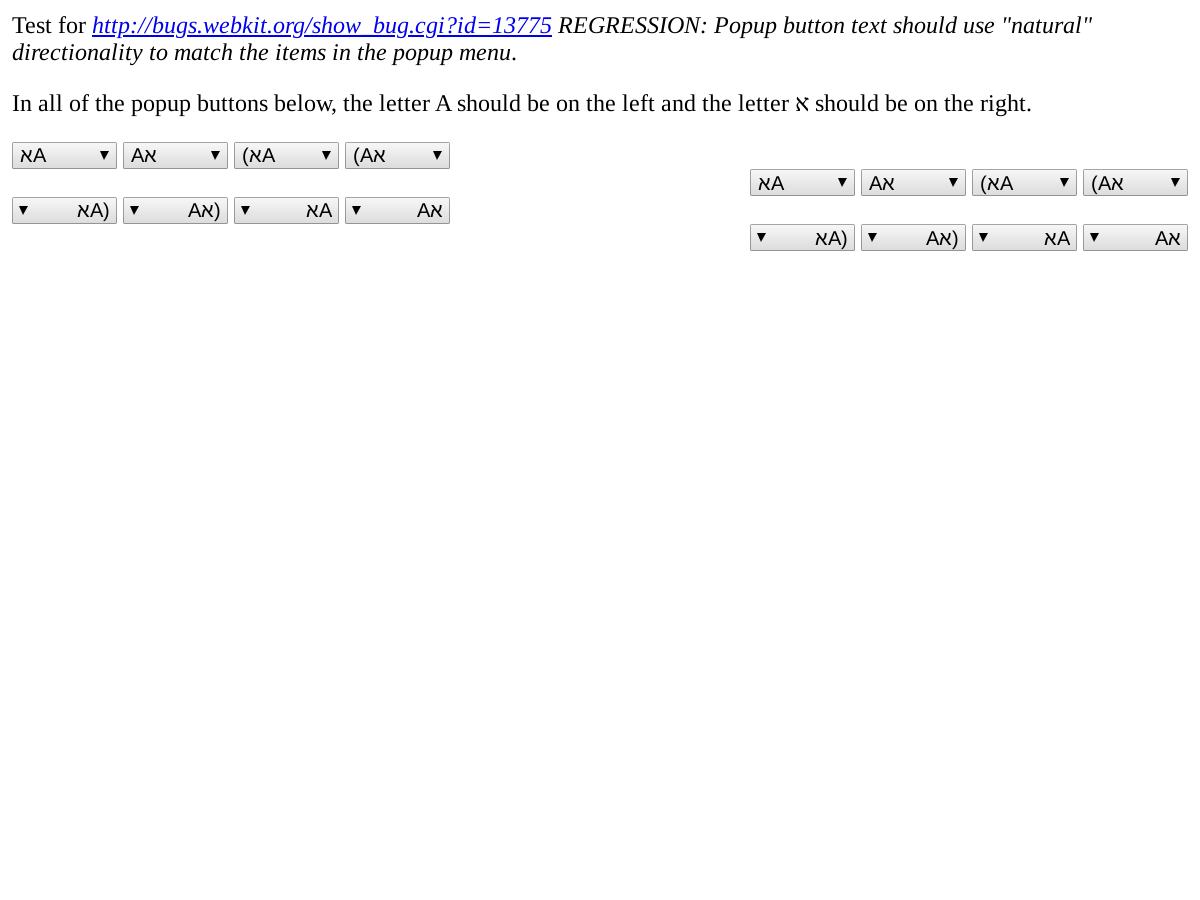 Test for http://bugs.webkit.org/show_bug.cgi?id=13775 REGRESSION: Popup button text should use "natural"
directionality to match the items in the popup menu.
In all of the popup buttons below, the letter A should be on the left and the letter א should be on the right.
אA ▼ Aא ▼ (אA ▼ (Aא ▼
אA ▼ Aא ▼ (אA ▼ (Aא ▼
▼ אA) ▼ Aא) ▼ אA ▼ Aא
▼ אA) ▼ Aא) ▼ אA ▼ Aא